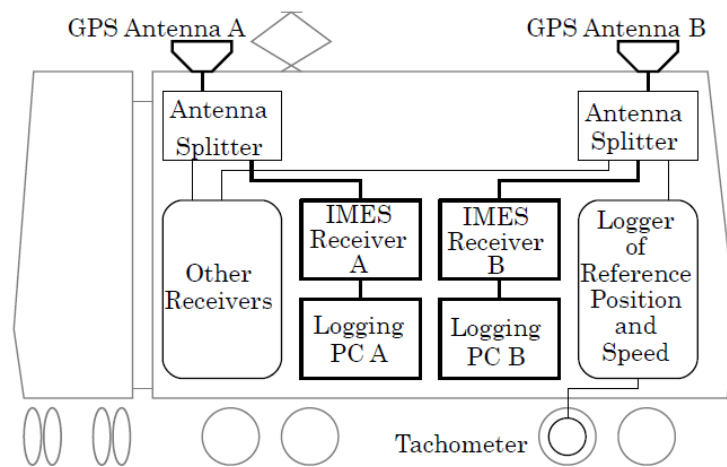 GPS Antenna A
GPS Antenna B
Antenna
Splitter
Antenna
Splitter
Other
Receivers
IMES
Receiver
A
IMES
Receiver
B
Logger
of
Reference
Position
and
Speed
Logging
PC A
Logging
PC B
Tachometer